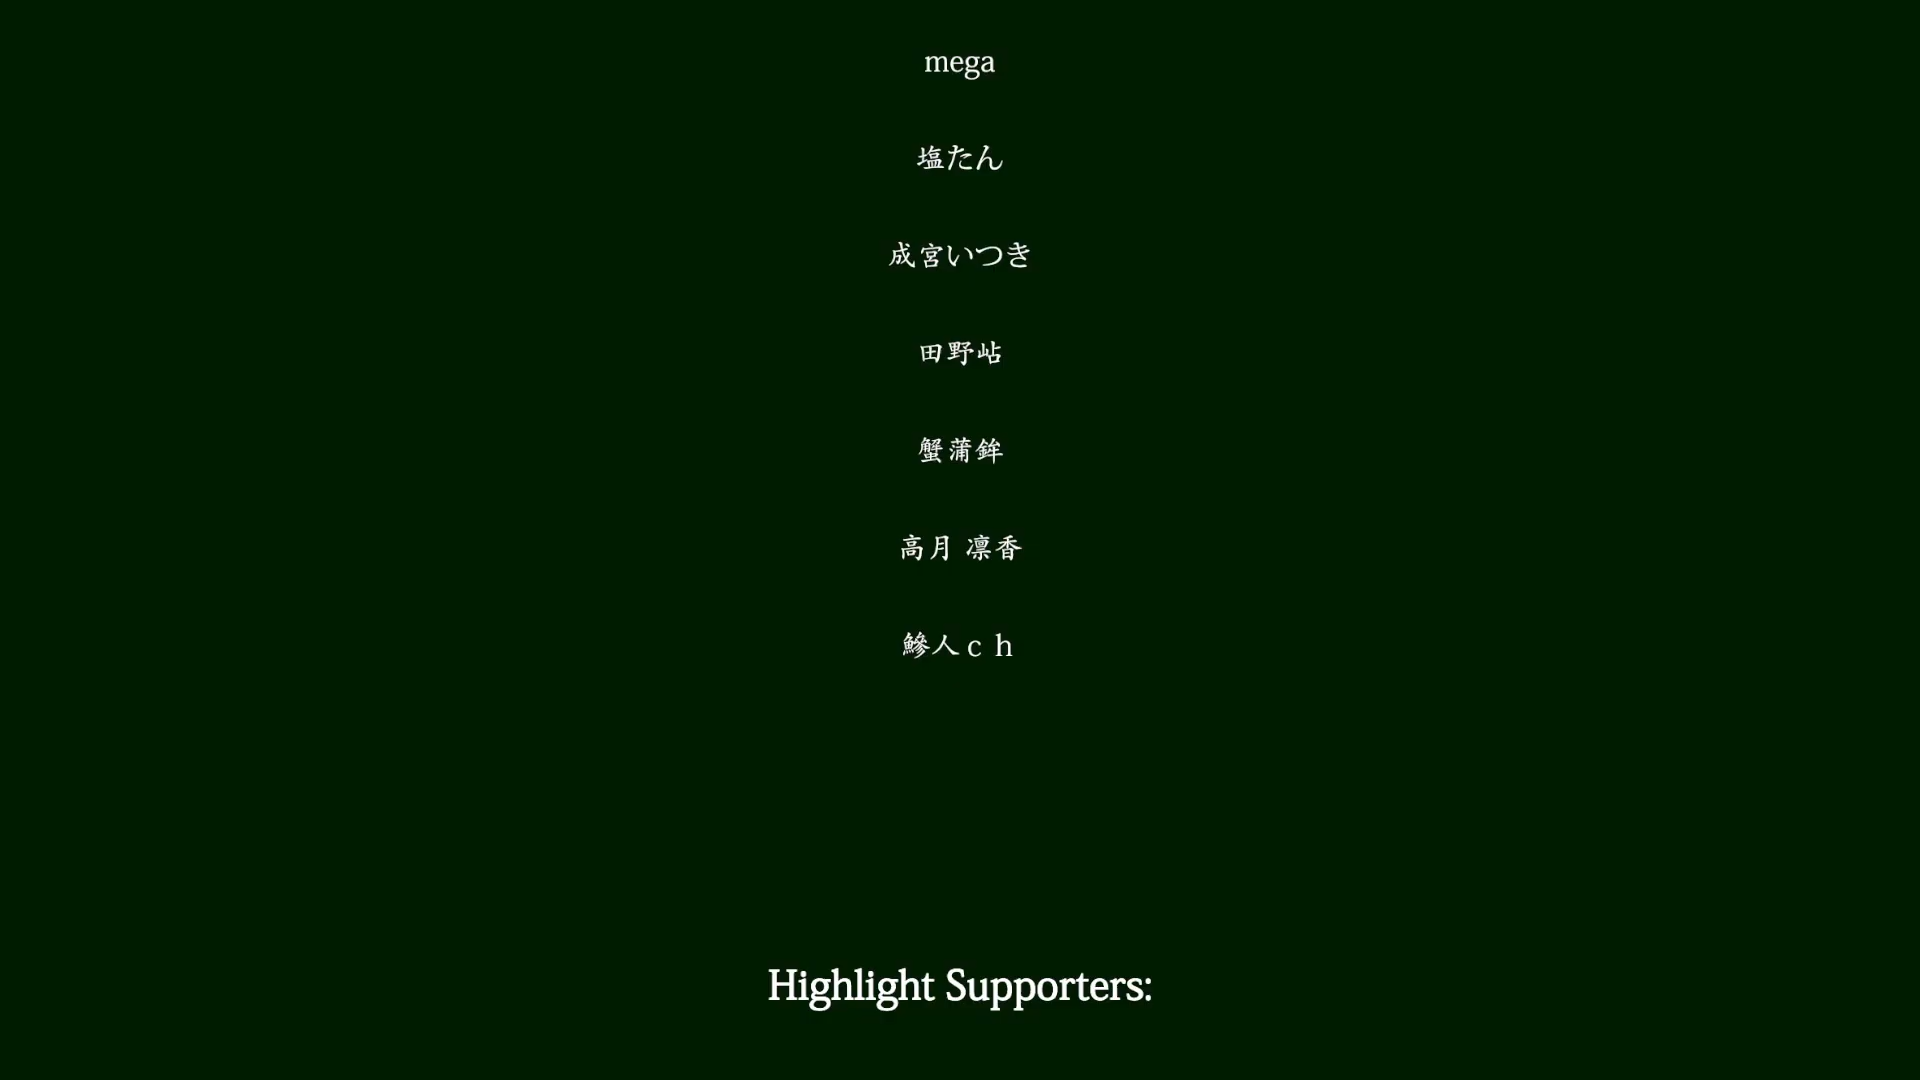 mega
塩たん
成宮いつき
田野岾
蟹蒲鉾
高月 凛香
鰺人ｃｈ
Highlight Supporters: